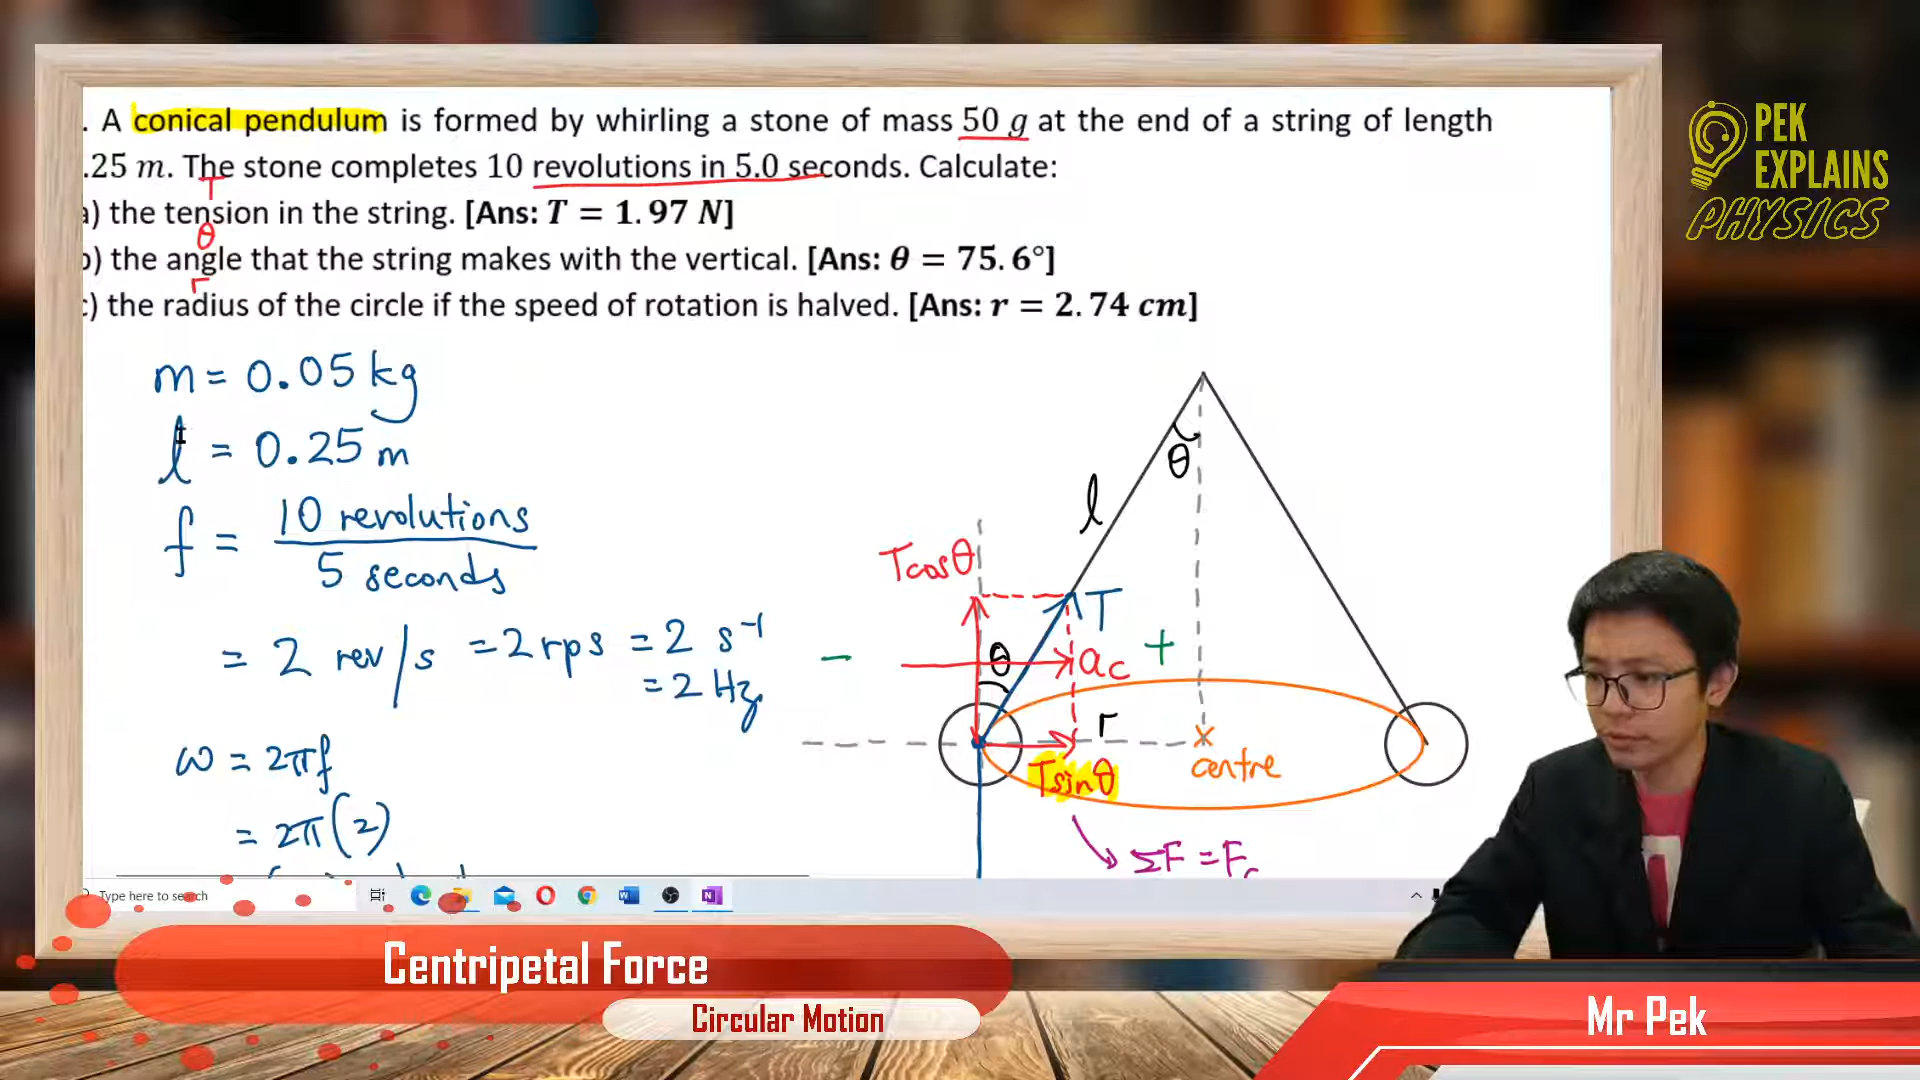 . A conical pendulum is formed by whirling a stone of mass 50 g at the end of a string of length
.25 m. The stone completes 10 revolutions in 5.0 seconds. Calculate:
T
) the tension in the string. [Ans: T = 1.97 N]
θ
) the angle that the string makes with the vertical. [Ans: θ = 75.6°]
r
) the radius of the circle if the speed of rotation is halved. [Ans: r = 2.74 cm]
PEK
EXPLAINS
PHYSICS
m = 0.05 kg
l = 0.25 m
f = 10 revolutions / 5 seconds
= 2 rev/s = 2 rps = 2 s⁻¹
= 2 Hz
ω = 2πf
= 2π(2)
θ
l
Tcosθ
T
θ
− ac +
r
centre
Tsinθ
ΣF = Fc
Type here to search
Centripetal Force
Circular Motion
Mr Pek